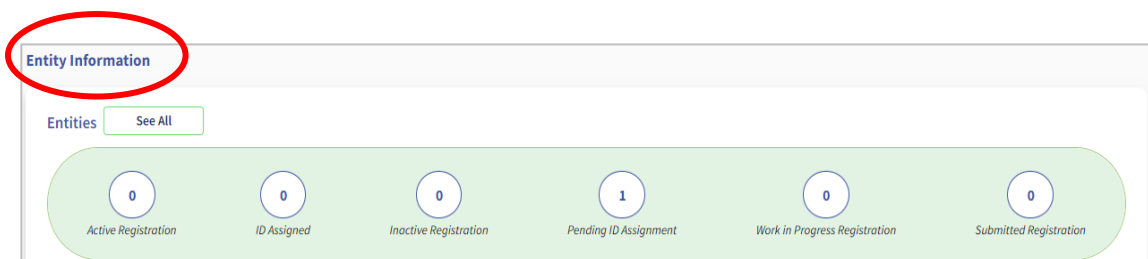 Entity Information
Entities See All
0 0 0 1 0 0
Active Registration ID Assigned Inactive Registration Pending ID Assignment Work in Progress Registration Submitted Registration